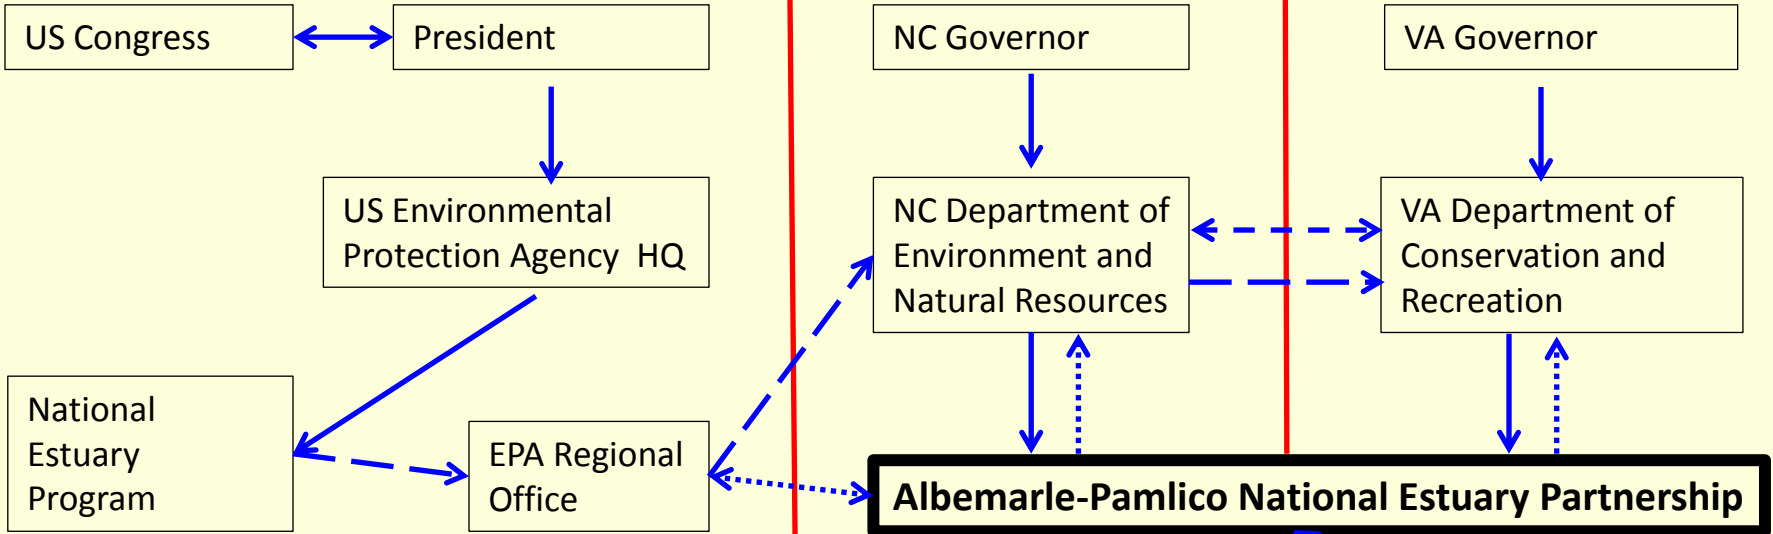 US Congress
President
NC Governor
VA Governor
US Environmental
Protection Agency HQ
NC Department of
Environment and
Natural Resources
VA Department of
Conservation and
Recreation
National
Estuary
Program
EPA Regional
Office
Albemarle-Pamlico National Estuary Partnership